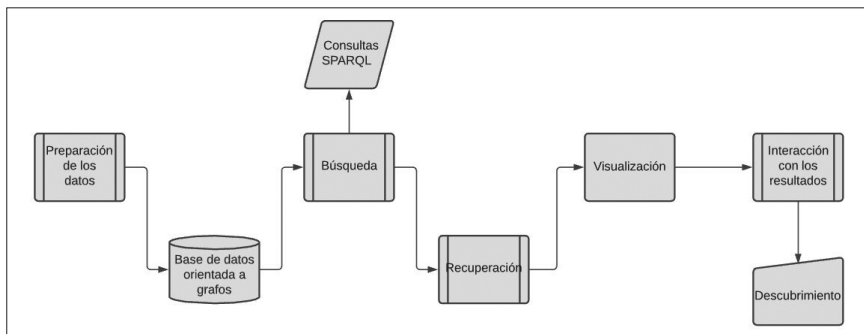 Consultas
SPARQL
Preparación
de los
datos
Búsqueda
Visualización
Interacción
con los
resultados
Base de datos
orientada a
grafos
Recuperación
Descubrimiento